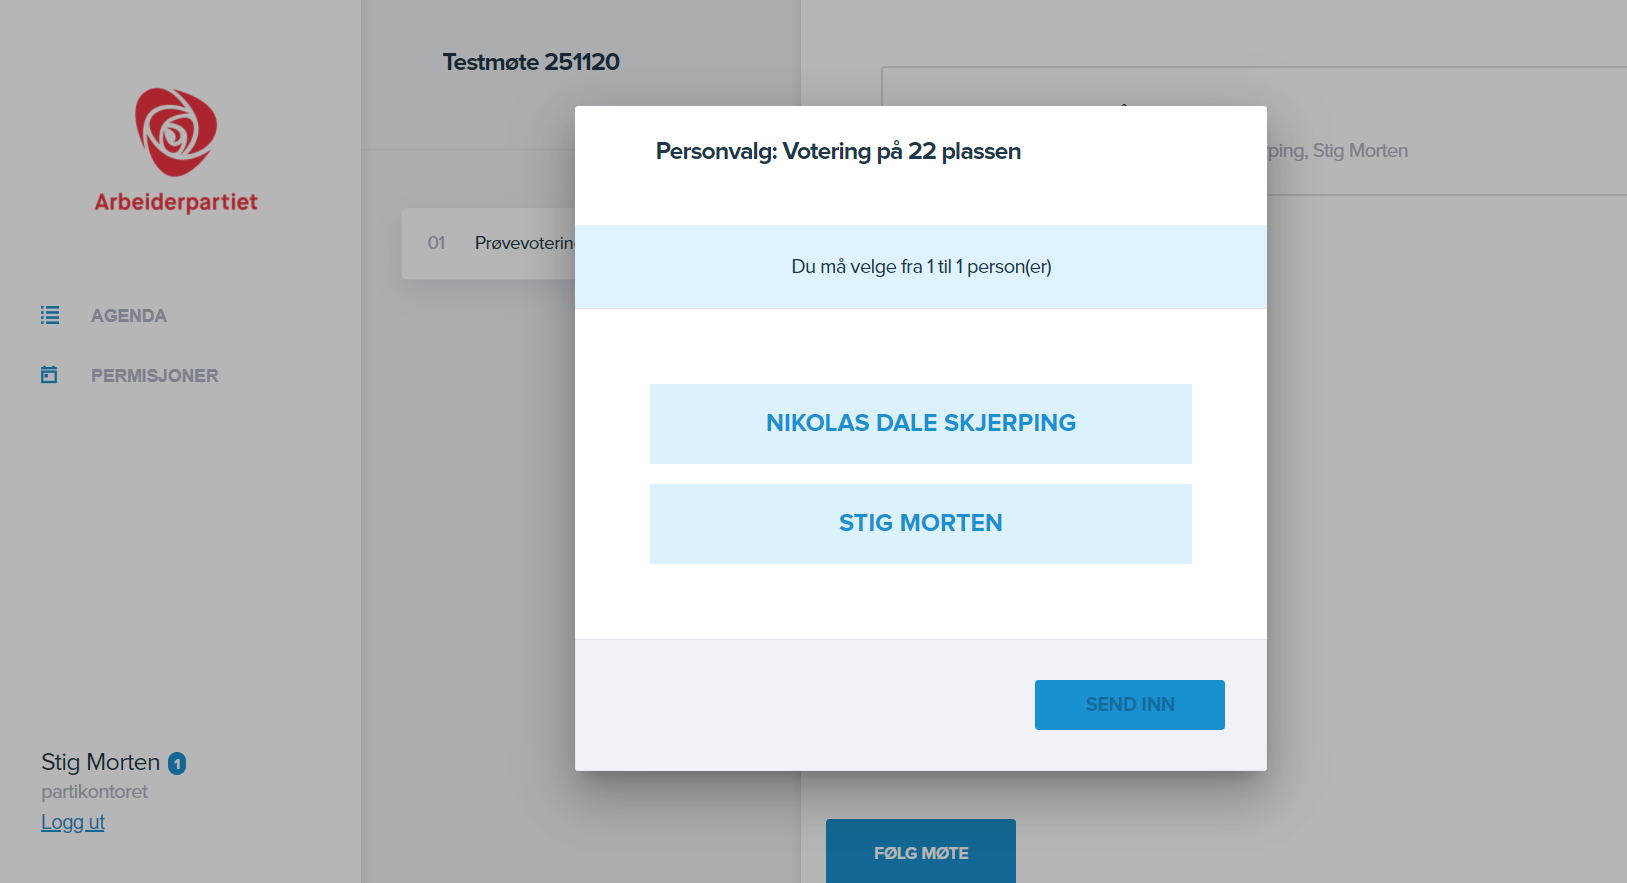 Arbeiderpartiet
AGENDA
PERMISJONER
Stig Morten 1
partikontoret
Logg ut
Testmøte 251120
01 Prøvevotering
Personvalg: Votering på 22 plassen
Du må velge fra 1 til 1 person(er)
NIKOLAS DALE SKJERPING
STIG MORTEN
SEND INN
ping, Stig Morten
FØLG MØTE